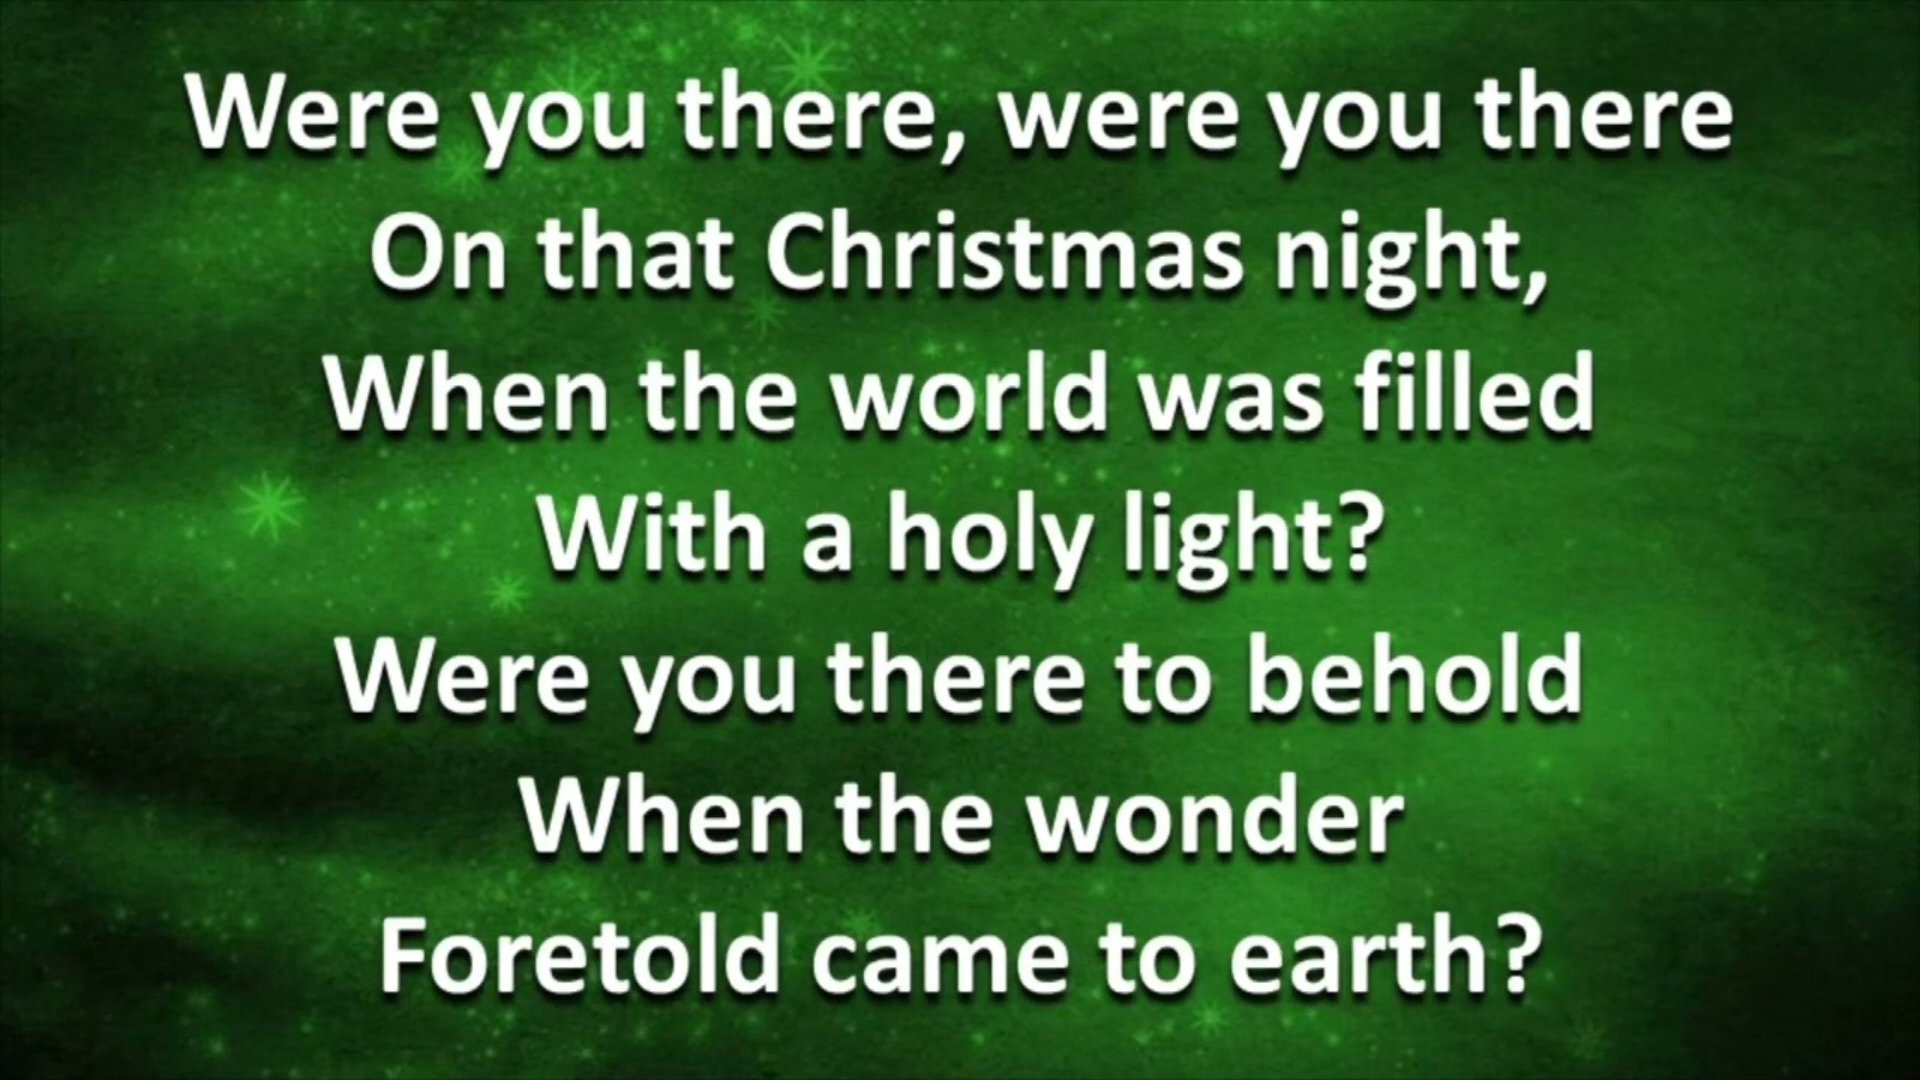 Were you there, were you there
On that Christmas night,
When the world was filled
With a holy light?
Were you there to behold
When the wonder
Foretold came to earth?